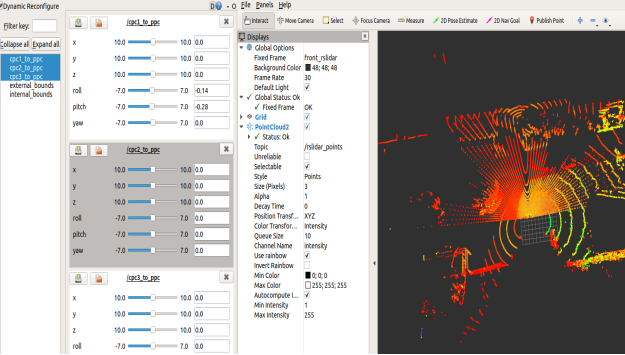 Dynamic Reconfigure
Filter key:
Collapse all Expand all
/cpc1_to_ppc
/cpc2_to_ppc
/cpc3_to_ppc
external_bounds
internal_bounds
/cpc1_to_ppc
x 10.0 10.0 0.0
y 10.0 10.0 0.0
z 10.0 10.0 0.0
roll -7.0 7.0 -0.14
pitch -7.0 7.0 -0.28
yaw -7.0 7.0 0.0
/cpc2_to_ppc
x 10.0 10.0 0.0
y 10.0 10.0 0.0
z 10.0 10.0 0.0
roll -7.0 7.0 0.0
pitch -7.0 7.0 0.0
yaw -7.0 7.0 0.0
/cpc3_to_ppc
x 10.0 10.0 0.0
y 10.0 10.0 0.0
z 10.0 10.0 0.0
roll -7.0 7.0 0.0
File Panels Help
Interact Move Camera Select Focus Camera Measure 2D Pose Estimate 2D Nav Goal Publish Point
Displays
Global Options
Fixed Frame front_rslidar
Background Color 48; 48; 48
Frame Rate 30
Default Light
Global Status: Ok
Fixed Frame OK
Grid
PointCloud2
Status: Ok
Topic /rslidar_points
Unreliable
Selectable
Style Points
Size (Pixels) 3
Alpha 1
Decay Time 0
Position Transf... XYZ
Color Transfor... Intensity
Queue Size 10
Channel Name intensity
Use rainbow
Invert Rainbow
Min Color 0; 0; 0
Max Color 255; 255; 255
Autocompute I...
Min Intensity 1
Max Intensity 255